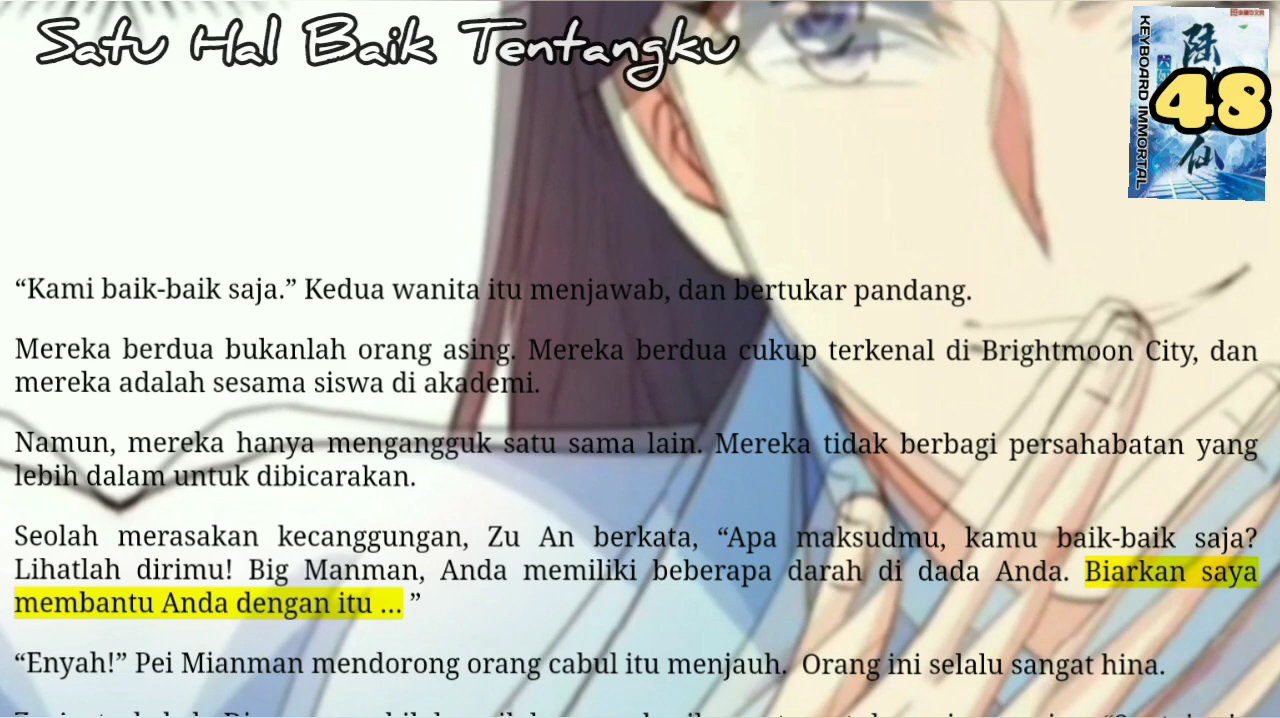 Satu Hal Baik Tentangku
KEYBOARD IMMORTAL
陆
仙
48
“Kami baik-baik saja.” Kedua wanita itu menjawab, dan bertukar pandang.
Mereka berdua bukanlah orang asing. Mereka berdua cukup terkenal di Brightmoon City, dan
mereka adalah sesama siswa di akademi.
Namun, mereka hanya mengangguk satu sama lain. Mereka tidak berbagi persahabatan yang
lebih dalam untuk dibicarakan.
Seolah merasakan kecanggungan, Zu An berkata, “Apa maksudmu, kamu baik-baik saja?
Lihatlah dirimu! Big Manman, Anda memiliki beberapa darah di dada Anda. Biarkan saya
membantu Anda dengan itu ... ”
“Enyah!” Pei Mianman mendorong orang cabul itu menjauh. Orang ini selalu sangat hina.